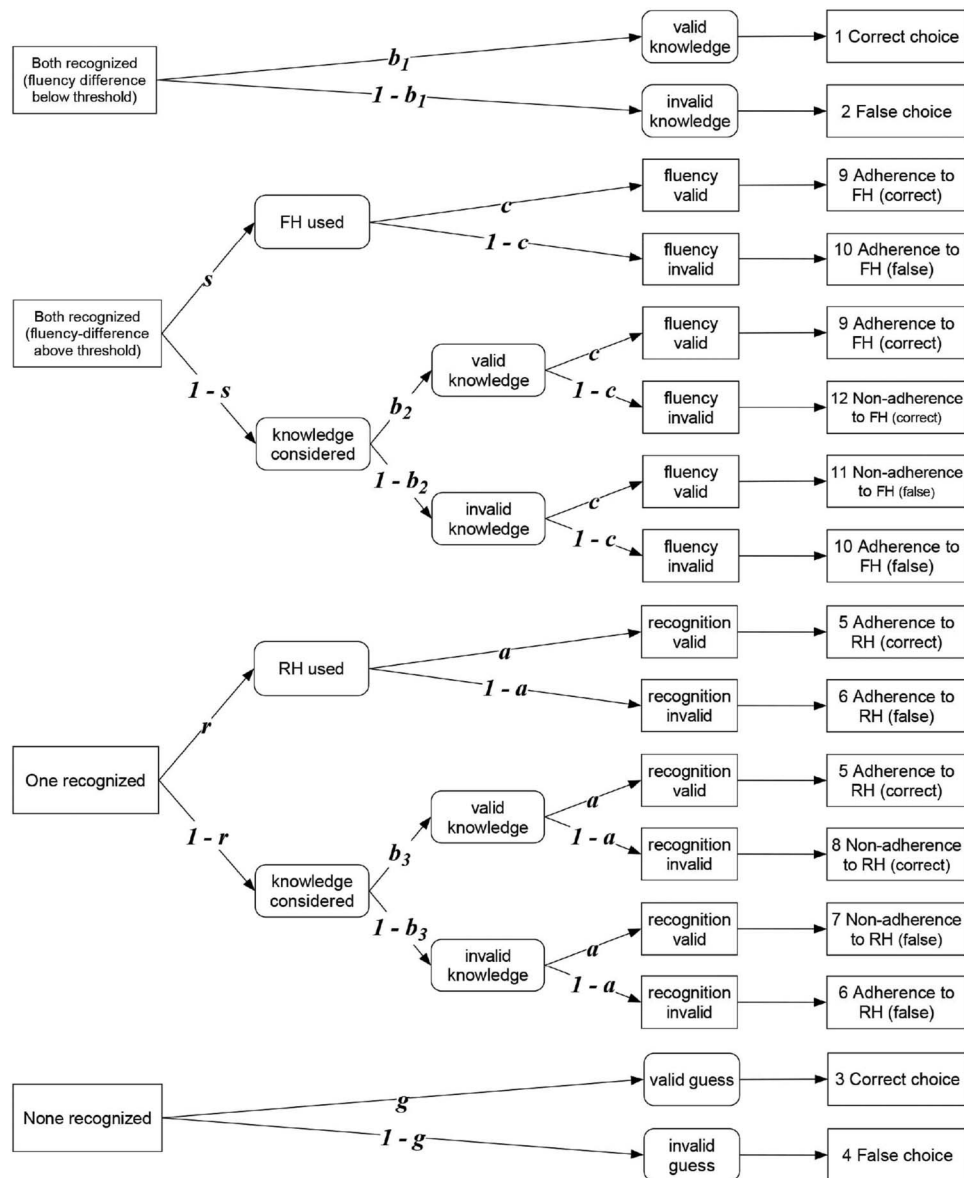 Both recognized
(fluency difference
below threshold)
b1
1 - b1
valid
knowledge
1 Correct choice
invalid
knowledge
2 False choice
Both recognized
(fluency-difference
above threshold)
s
1 - s
FH used
c
1 - c
fluency
valid
9 Adherence to
FH (correct)
fluency
invalid
10 Adherence to
FH (false)
knowledge
considered
b2
1 - b2
valid
knowledge
c
1 - c
fluency
valid
9 Adherence to
FH (correct)
fluency
invalid
12 Non-adherence
to FH (correct)
invalid
knowledge
c
1 - c
fluency
valid
11 Non-adherence
to FH (false)
fluency
invalid
10 Adherence to
FH (false)
One recognized
r
1 - r
RH used
a
1 - a
recognition
valid
5 Adherence to
RH (correct)
recognition
invalid
6 Adherence to
RH (false)
knowledge
considered
b3
1 - b3
valid
knowledge
a
1 - a
recognition
valid
5 Adherence to
RH (correct)
recognition
invalid
8 Non-adherence
to RH (correct)
invalid
knowledge
a
1 - a
recognition
valid
7 Non-adherence
to RH (false)
recognition
invalid
6 Adherence to
RH (false)
None recognized
g
1 - g
valid guess
3 Correct choice
invalid
guess
4 False choice